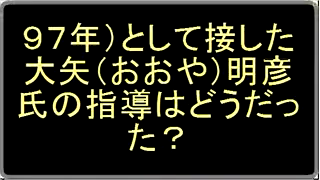 ９７年）として接した
大矢（おおや）明彦
氏の指導はどうだっ
た？